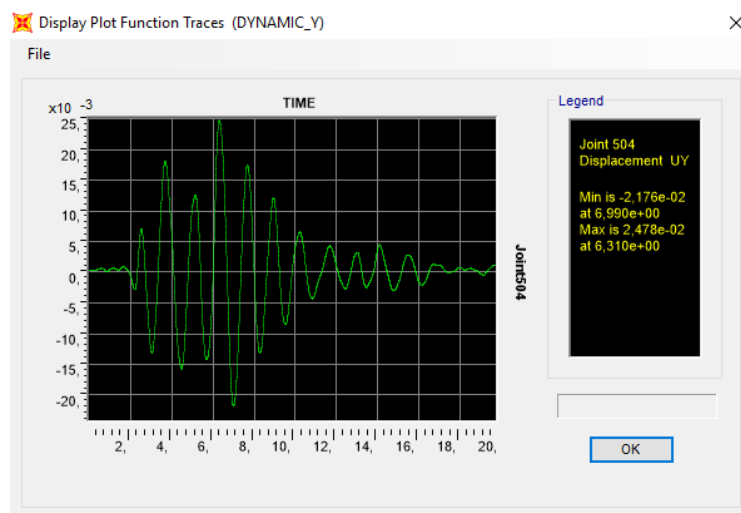 Display Plot Function Traces (DYNAMIC_Y)
File
x10 -3
TIME
25,
20,
15,
10,
5,
0,
-5,
-10,
-15,
-20,
2, 4, 6, 8, 10, 12, 14, 16, 18, 20,
Joint504
Legend
Joint 504
Displacement UY
Min is -2,176e-02
at 6,990e+00
Max is 2,478e-02
at 6,310e+00
OK